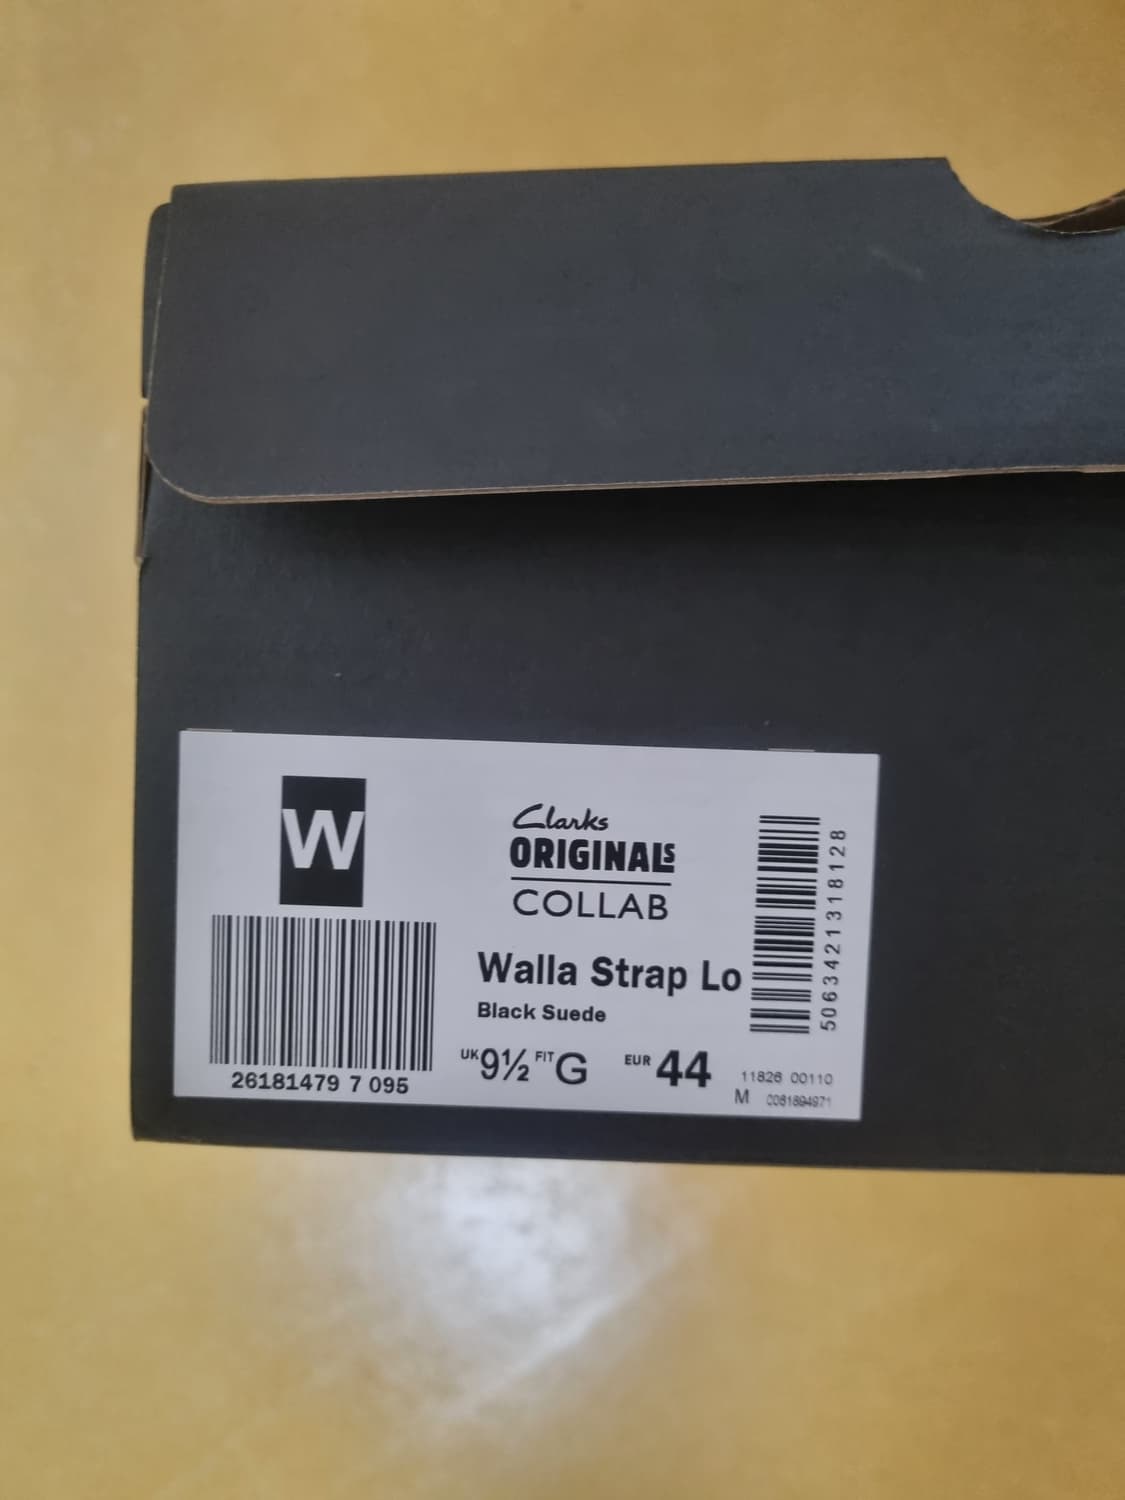 W
26181479 7 095
Clarks
ORIGINALS
COLLAB
Walla Strap Lo
Black Suede
UK 9½ FIT G EUR 44
5063421318128
11826 00110
M 0081894971